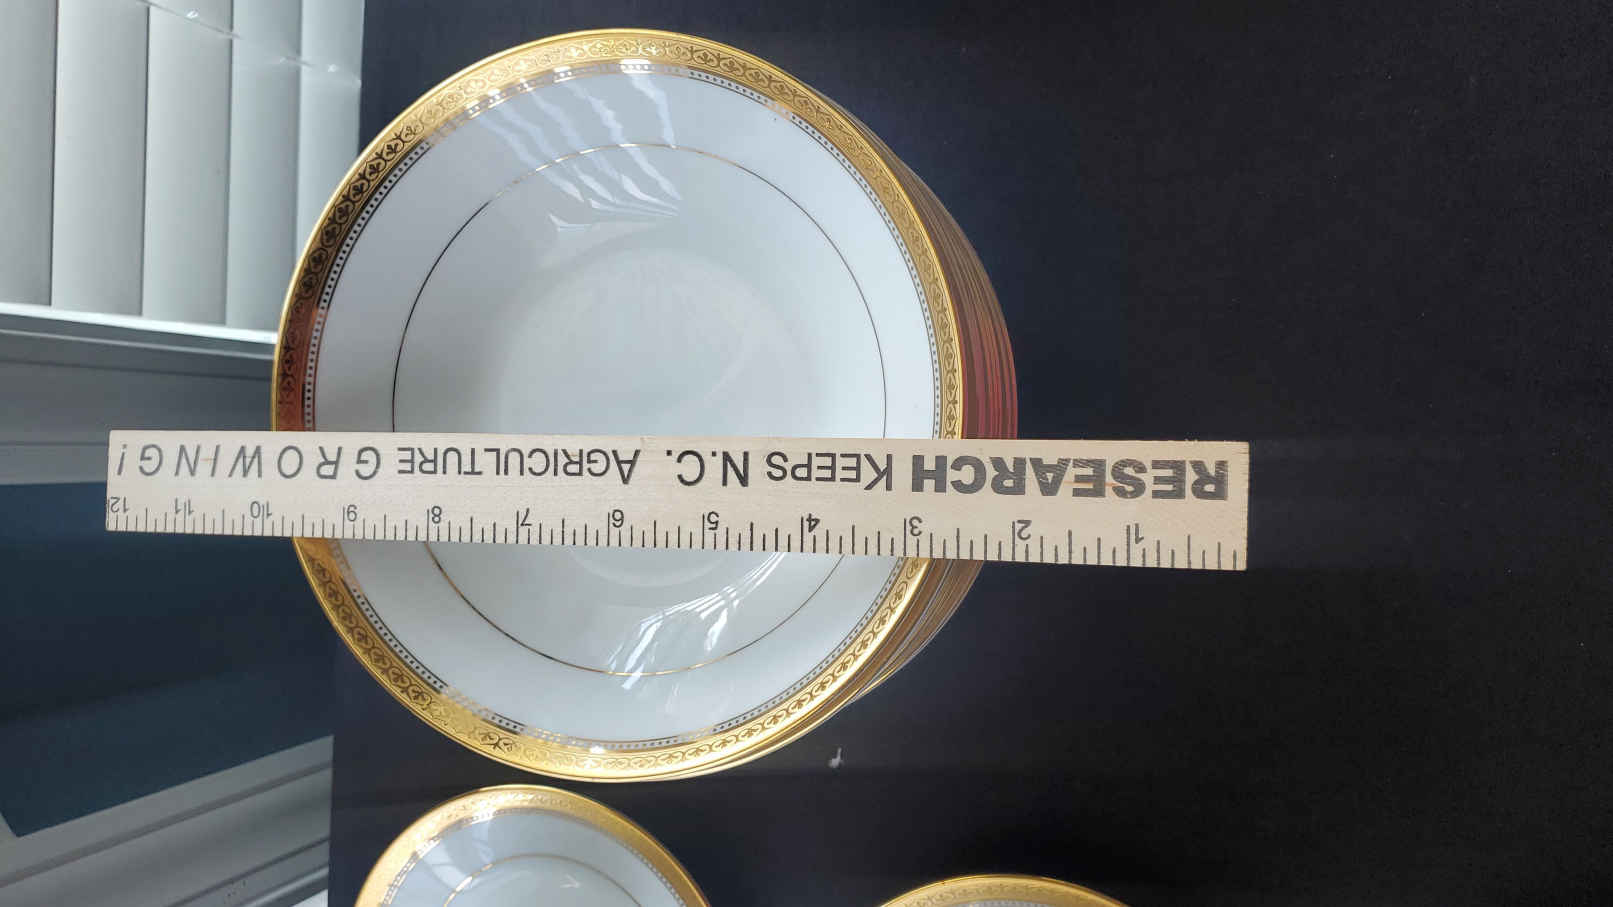 RESEARCH KEEPS N.C. AGRICULTURE GROWING!
1 2 3 4 5 6 7 8 9 10 11 12